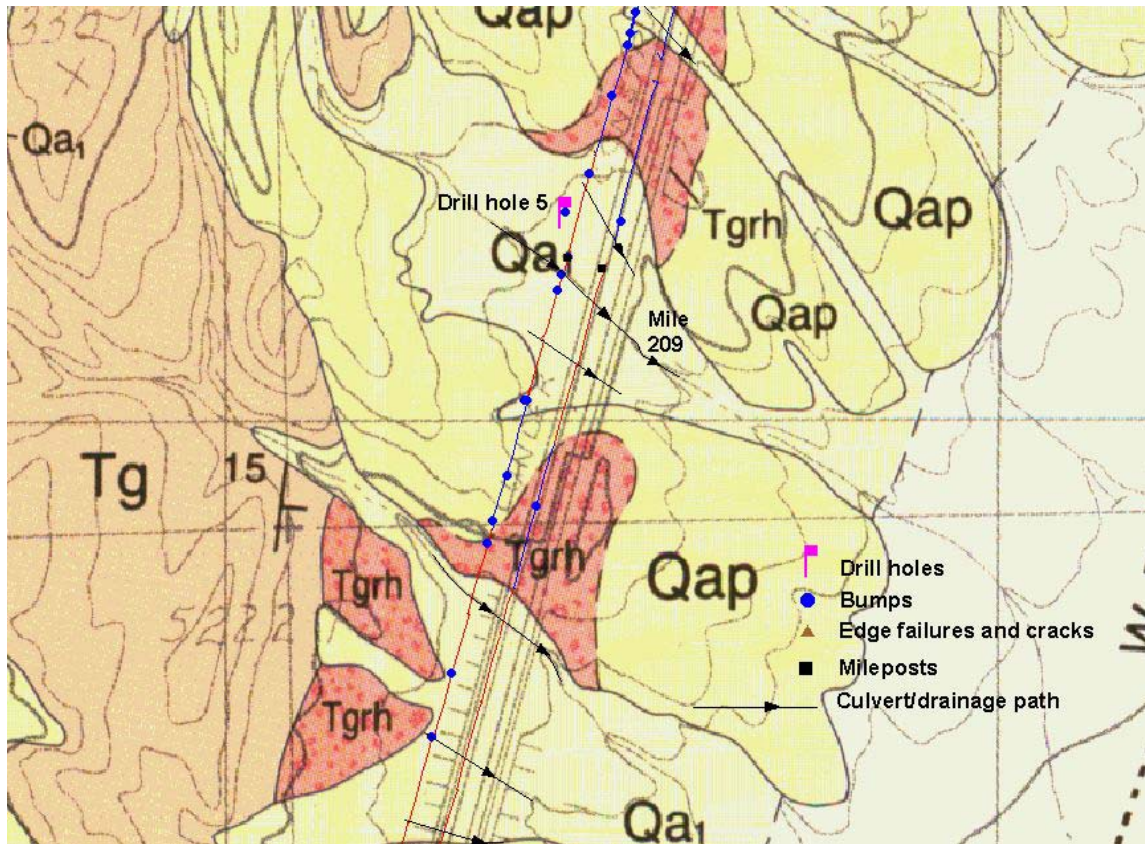 Qap
Qa₁
Drill hole 5
Qa
Tgrh
Qap
Qap
Mile
209
Tg
15
Tgrh
Tgrh
Qap
5222
Tgrh
Drill holes
Bumps
Edge failures and cracks
Mileposts
Culvert/drainage path
Qa₁